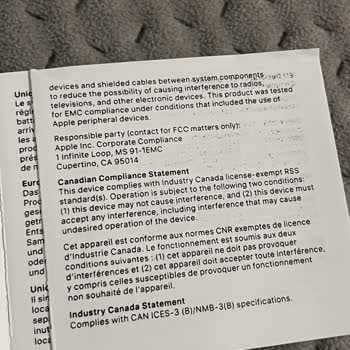 devices and shielded cables between system components
to reduce the possibility of causing interference to radios,
televisions, and other electronic devices. This product was tested
for EMC compliance under conditions that included the use of
Apple peripheral devices.
Responsible party (contact for FCC matters only):
Apple Inc. Corporate Compliance
1 Infinite Loop, MS 91-1EMC
Cupertino, CA 95014
Canadian Compliance Statement
This device complies with Industry Canada license-exempt RSS
standard(s). Operation is subject to the following two conditions:
(1) this device may not cause interference, and (2) this device must
accept any interference, including interference that may cause
undesired operation of the device.
Cet appareil est conforme aux normes CNR exemptes de licence
d'Industrie Canada. Le fonctionnement est soumis aux deux
conditions suivantes : (1) cet appareil ne doit pas provoquer
d'interférences et (2) cet appareil doit accepter toute interférence,
y compris celles susceptibles de provoquer un fonctionnement
non souhaité de l'appareil.
Industry Canada Statement
Complies with CAN ICES-3 (B)/NMB-3(B) specifications.